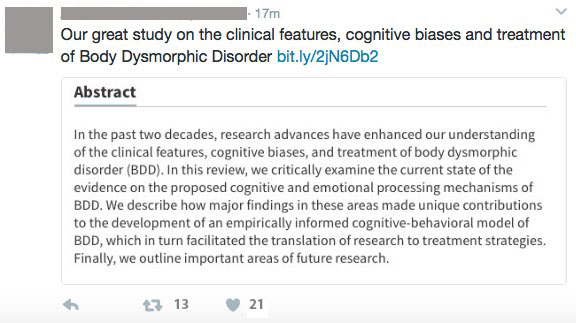 · 17m
Our great study on the clinical features, cognitive biases and treatment
of Body Dysmorphic Disorder bit.ly/2jN6Db2
Abstract
In the past two decades, research advances have enhanced our understanding
of the clinical features, cognitive biases, and treatment of body dysmorphic
disorder (BDD). In this review, we critically examine the current state of the
evidence on the proposed cognitive and emotional processing mechanisms of
BDD. We describe how major findings in these areas made unique contributions
to the development of an empirically informed cognitive-behavioral model of
BDD, which in turn facilitated the translation of research to treatment strategies.
Finally, we outline important areas of future research.
13 21